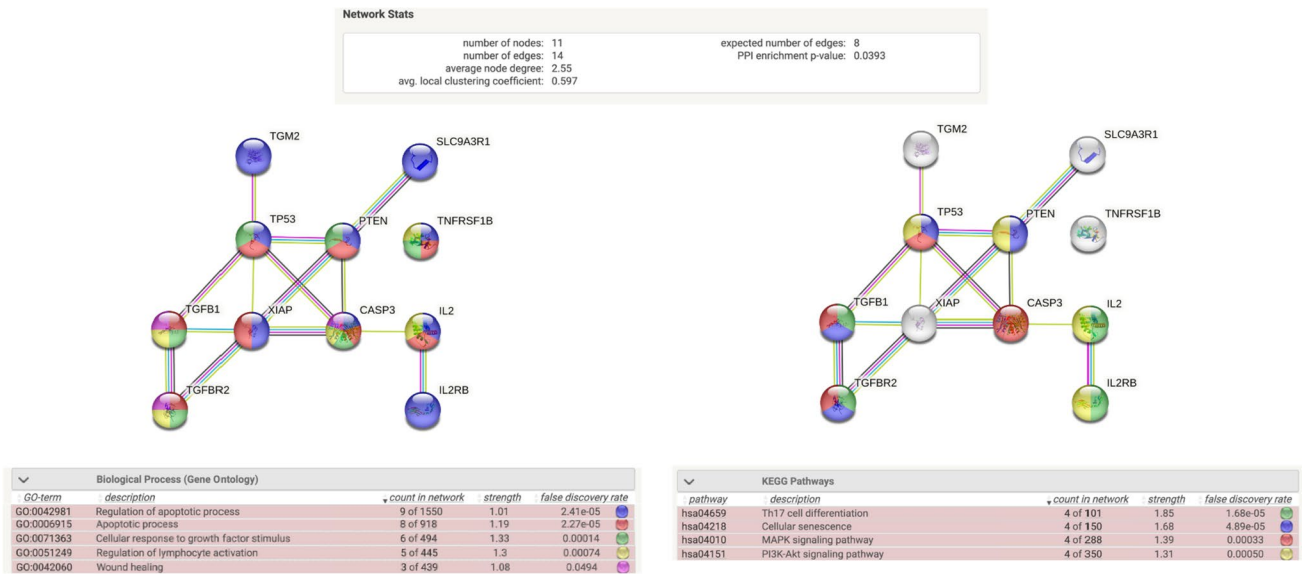 Network Stats
number of nodes: 11
number of edges: 14
average node degree: 2.55
avg. local clustering coefficient: 0.597
expected number of edges: 8
PPI enrichment p-value: 0.0393
TGM2
SLC9A3R1
TP53
PTEN
TNFRSF1B
TGFB1
XIAP
CASP3
IL2
TGFBR2
IL2RB
TGM2
SLC9A3R1
TP53
PTEN
TNFRSF1B
TGFB1
XIAP
CASP3
IL2
TGFBR2
IL2RB
Biological Process (Gene Ontology)
GO-term description count in network strength false discovery rate
GO:0042981 Regulation of apoptotic process 9 of 1550 1.01 2.41e-05
GO:0006915 Apoptotic process 8 of 918 1.19 2.27e-05
GO:0071363 Cellular response to growth factor stimulus 6 of 494 1.33 0.00014
GO:0051249 Regulation of lymphocyte activation 5 of 445 1.3 0.00074
GO:0042060 Wound healing 3 of 439 1.08 0.0494
KEGG Pathways
pathway description count in network strength false discovery rate
hsa04659 Th17 cell differentiation 4 of 101 1.85 1.68e-05
hsa04218 Cellular senescence 4 of 150 1.68 4.89e-05
hsa04010 MAPK signaling pathway 4 of 288 1.39 0.00033
hsa04151 PI3K-Akt signaling pathway 4 of 350 1.31 0.00050